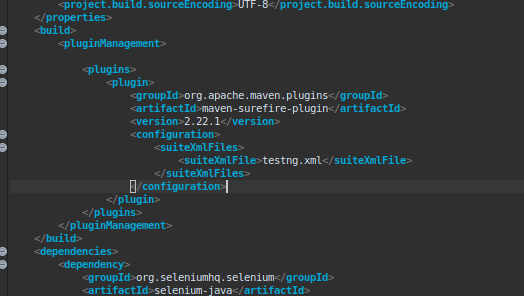 <project.build.sourceEncoding>UTF-8</project.build.sourceEncoding>
</properties>
<build>
<pluginManagement>
<plugins>
<plugin>
<groupId>org.apache.maven.plugins</groupId>
<artifactId>maven-surefire-plugin</artifactId>
<version>2.22.1</version>
<configuration>
<suiteXmlFiles>
<suiteXmlFile>testng.xml</suiteXmlFile>
</suiteXmlFiles>
</configuration>
</plugin>
</plugins>
</pluginManagement>
</build>
<dependencies>
<dependency>
<groupId>org.seleniumhq.selenium</groupId>
<artifactId>selenium-java</artifactId>